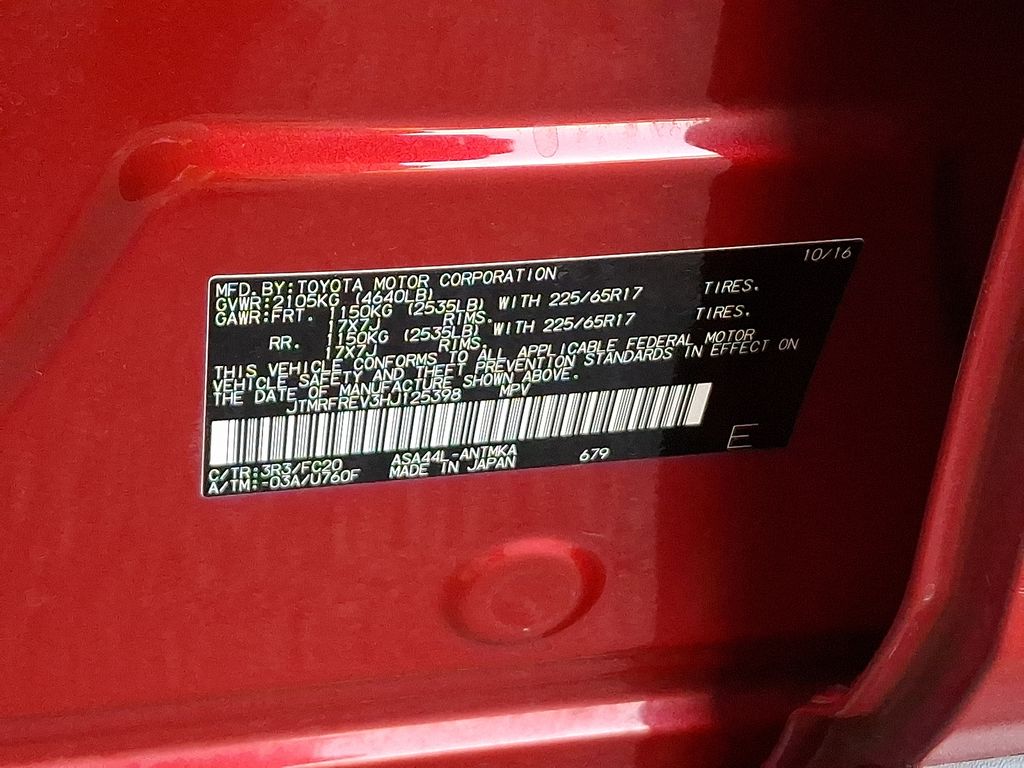 10/16
MFD. BY: TOYOTA MOTOR CORPORATION
GVWR: 2105KG (4640LB)
GAWR: FRT. 1150KG (2535LB) WITH 225/65R17 TIRES.
17X7J RIMS.
RR. 1150KG (2535LB) WITH 225/65R17 TIRES.
17X7J RIMS.
THIS VEHICLE CONFORMS TO ALL APPLICABLE FEDERAL MOTOR
VEHICLE SAFETY AND THEFT PREVENTION STANDARDS IN EFFECT ON
THE DATE OF MANUFACTURE SHOWN ABOVE.
JTMRFREV3HJ125398 MPV
C/TR: 3R3/FC20 ASA44L-ANTMKA 679 E
A/TM: -03A/U760F MADE IN JAPAN